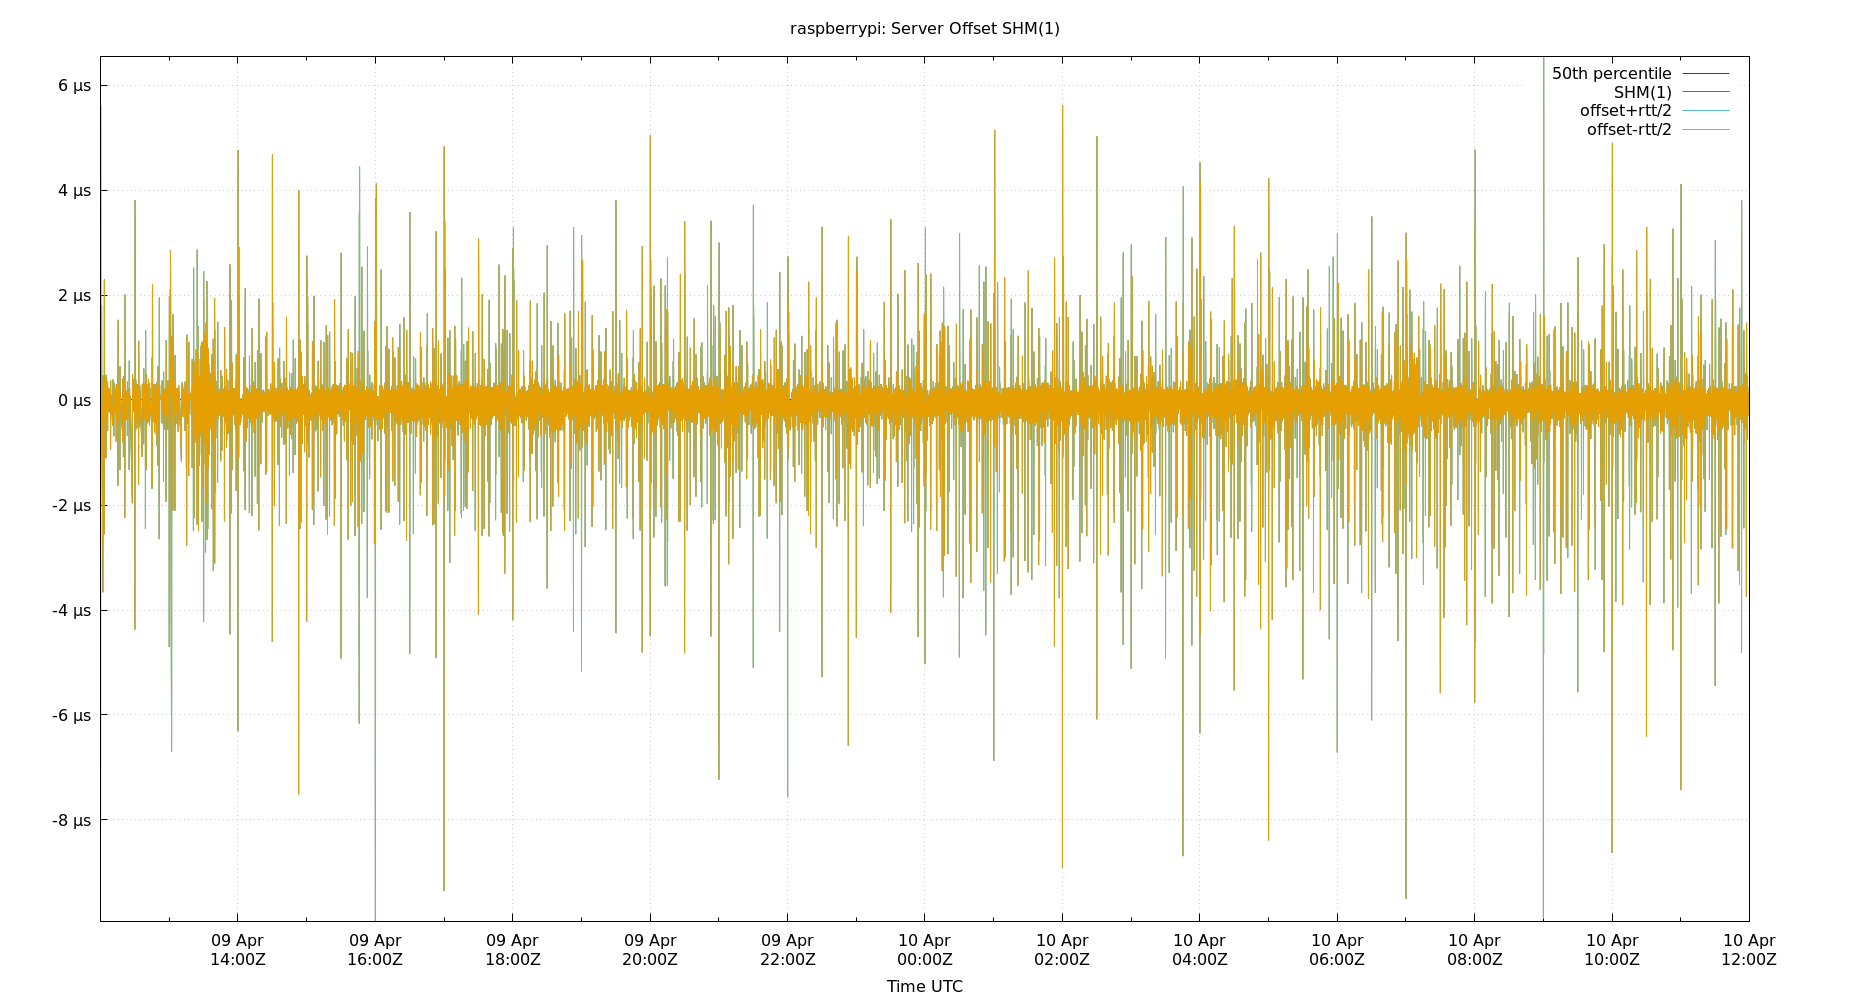 raspberrypi: Server Offset SHM(1)
50th percentile
SHM(1)
offset+rtt/2
offset-rtt/2
6 µs
4 µs
2 µs
0 µs
-2 µs
-4 µs
-6 µs
-8 µs
09 Apr 09 Apr 09 Apr 09 Apr 09 Apr 10 Apr 10 Apr 10 Apr 10 Apr 10 Apr 10 Apr 10 Apr
14:00Z 16:00Z 18:00Z 20:00Z 22:00Z 00:00Z 02:00Z 04:00Z 06:00Z 08:00Z 10:00Z 12:00Z
Time UTC